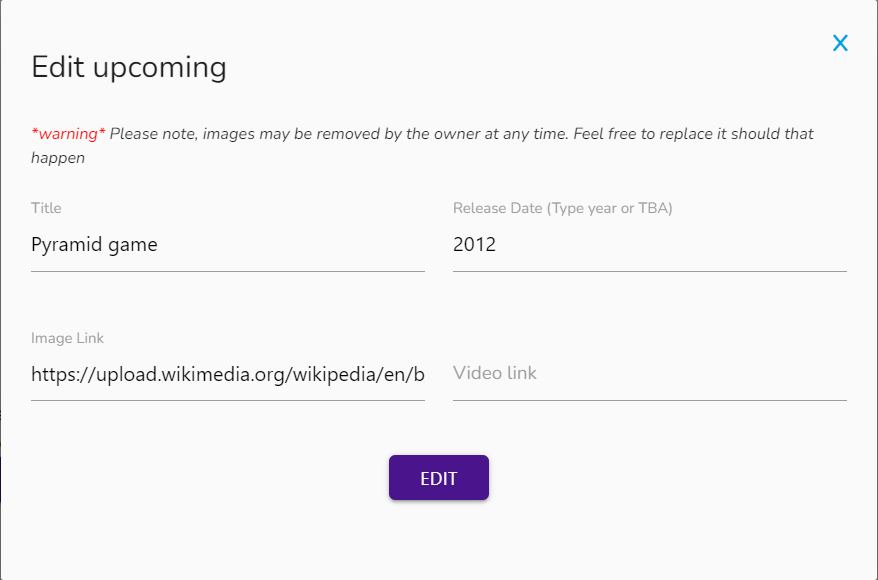 X
Edit upcoming
*warning* Please note, images may be removed by the owner at any time. Feel free to replace it should that
happen
Title
Release Date (Type year or TBA)
Pyramid game
2012
Image Link
https://upload.wikimedia.org/wikipedia/en/b
Video link
EDIT